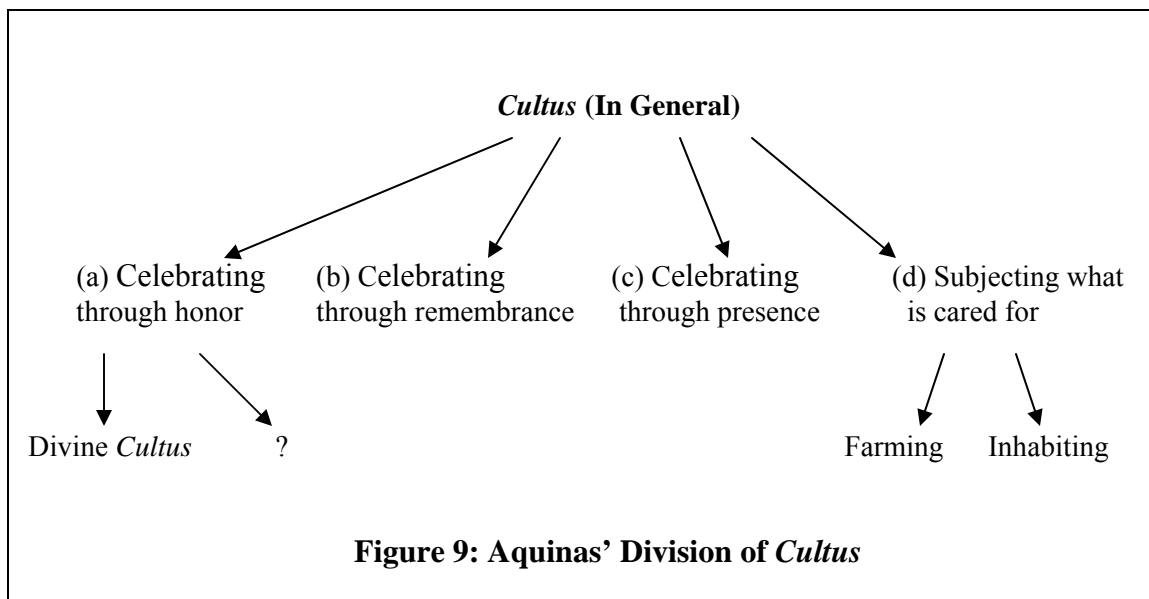 Cultus (In General)
(a) Celebrating through honor
(b) Celebrating through remembrance
(c) Celebrating through presence
(d) Subjecting what is cared for
Divine Cultus
?
Farming
Inhabiting
Figure 9: Aquinas’ Division of Cultus